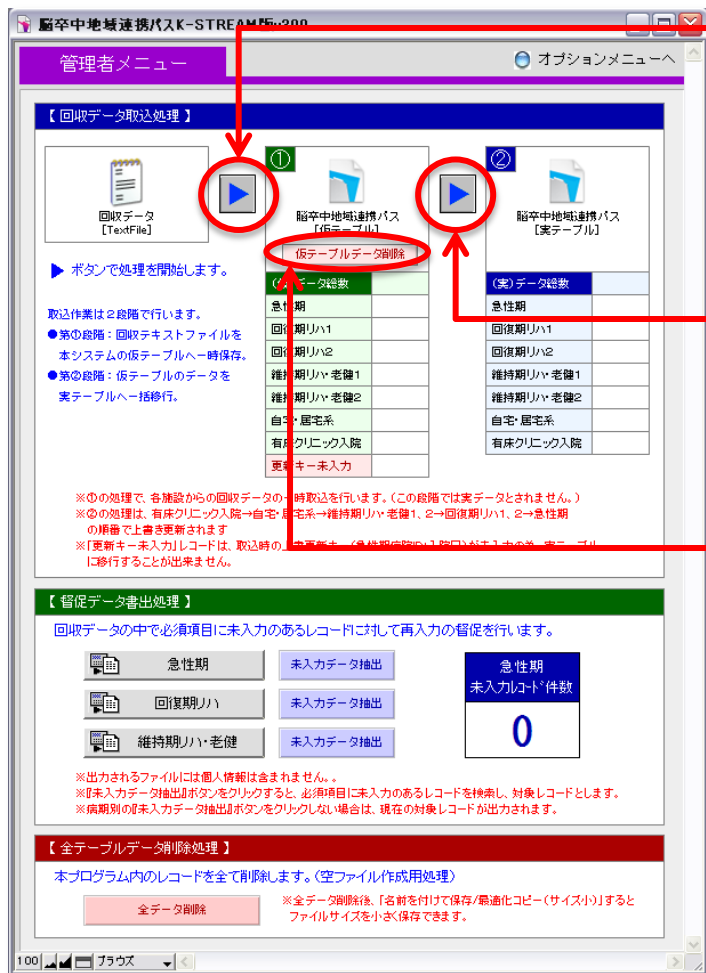 脳卒中地域連携パスK-STREAM版v300
管理者メニュー
オプションメニューへ
【 回収データ取込処理 】
回収データ
[TextFile]
①
脳卒中地域連携パス
[仮テーブル]
②
脳卒中地域連携パス
[実テーブル]
仮テーブルデータ削除
▶ ボタンで処理を開始します。
取込作業は２段階で行います。
●第①段階：回収テキストファイルを
本システムの仮テーブルへ一時保存。
●第②段階：仮テーブルのデータを
実テーブルへ一括移行。
(仮)データ総数
急性期
回復期リハ1
回復期リハ2
維持期リハ・老健1
維持期リハ・老健2
自宅・居宅系
有床クリニック入院
更新キー未入力
(実)データ総数
急性期
回復期リハ1
回復期リハ2
維持期リハ・老健1
維持期リハ・老健2
自宅・居宅系
有床クリニック入院
※①の処理で、各施設からの回収データの一時取込を行います。（この段階では実データとされません。）
※②の処理は、有床クリニック入院→自宅・居宅系→維持期リハ・老健1、2→回復期リハ1、2→急性期
の順番で上書き更新されます
※「更新キー未入力」レコードは、取込時の
に移行することが出来ません。
【 督促データ書出処理 】
回収データの中で必須項目に未入力のあるレコードに対して再入力の督促を行います。
急性期
未入力データ抽出
回復期リハ
未入力データ抽出
維持期リハ・老健
未入力データ抽出
急性期
未入力レコード件数
0
※出力されるファイルには個人情報は含まれません。。
※『未入力データ抽出』ボタンをクリックすると、必須項目に未入力のあるレコードを検索し、対象レコードとします。
※病期別の『未入力データ抽出』ボタンをクリックしない場合は、現在の対象レコードが出力されます。
【 全テーブルデータ削除処理 】
本プログラム内のレコードを全て削除します。（空ファイル作成用処理）
全データ削除
※全データ削除後、「名前を付けて保存/最適化コピー（サイズ小）」すると
ファイルサイズを小さく保存できます。
100
ブラウズ